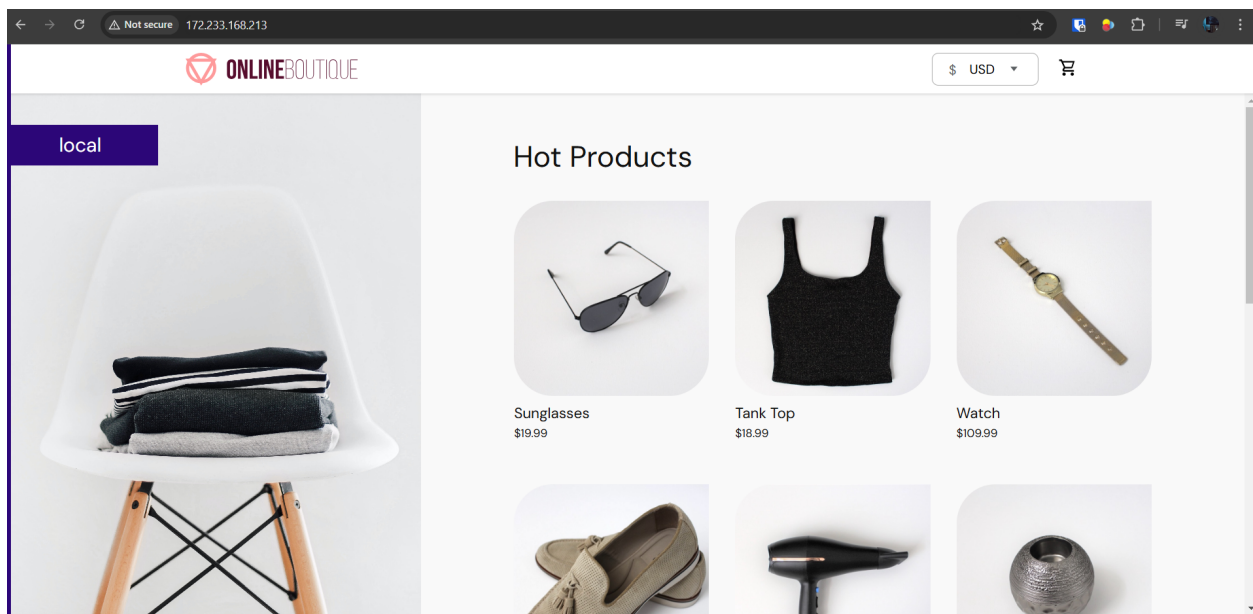 Not secure 172.233.168.213
ONLINEBOUTIQUE
$ USD
local
Hot Products
Sunglasses
$19.99
Tank Top
$18.99
Watch
$109.99